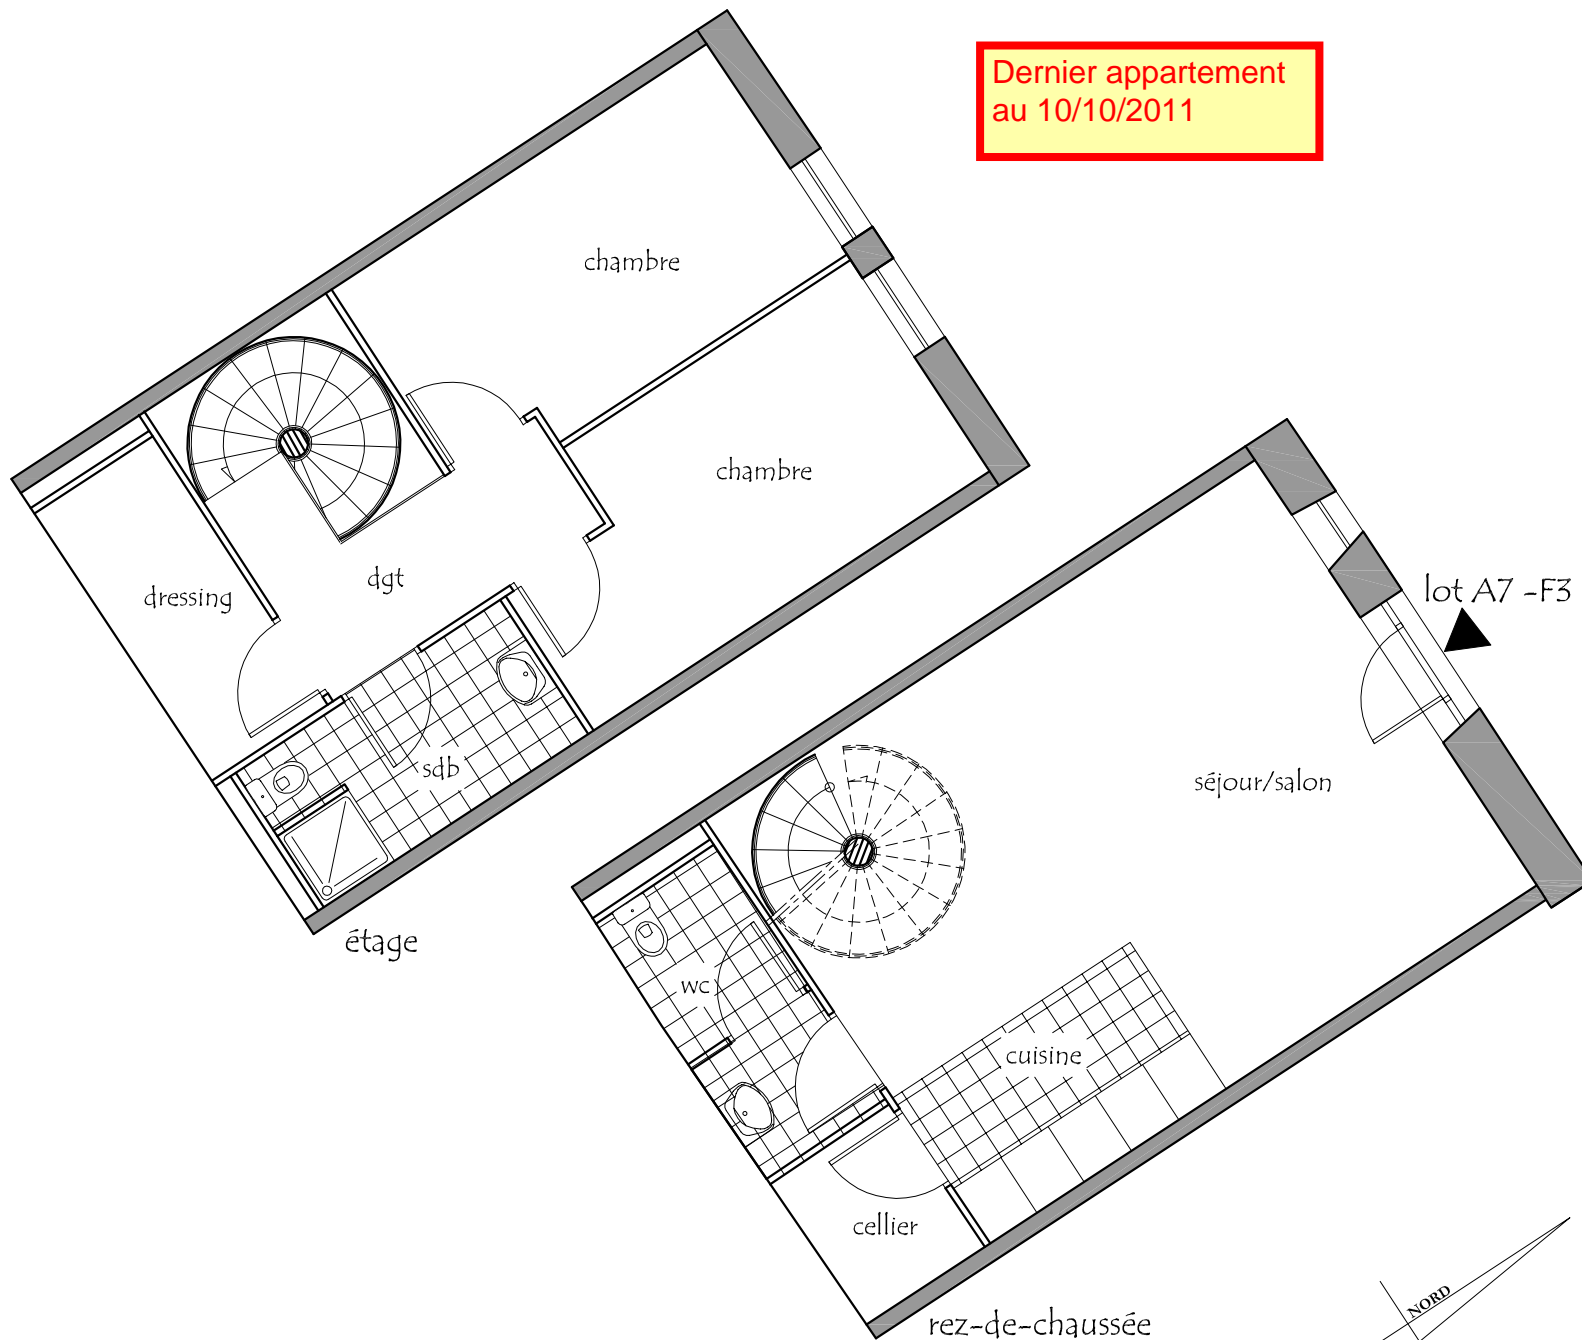 Dernier appartement
au 10/10/2011
chambre
chambre
dgt
dressing
sdb
étage
lot A7 -F3
séjour/salon
wc
cuisine
cellier
rez-de-chaussée
NORD